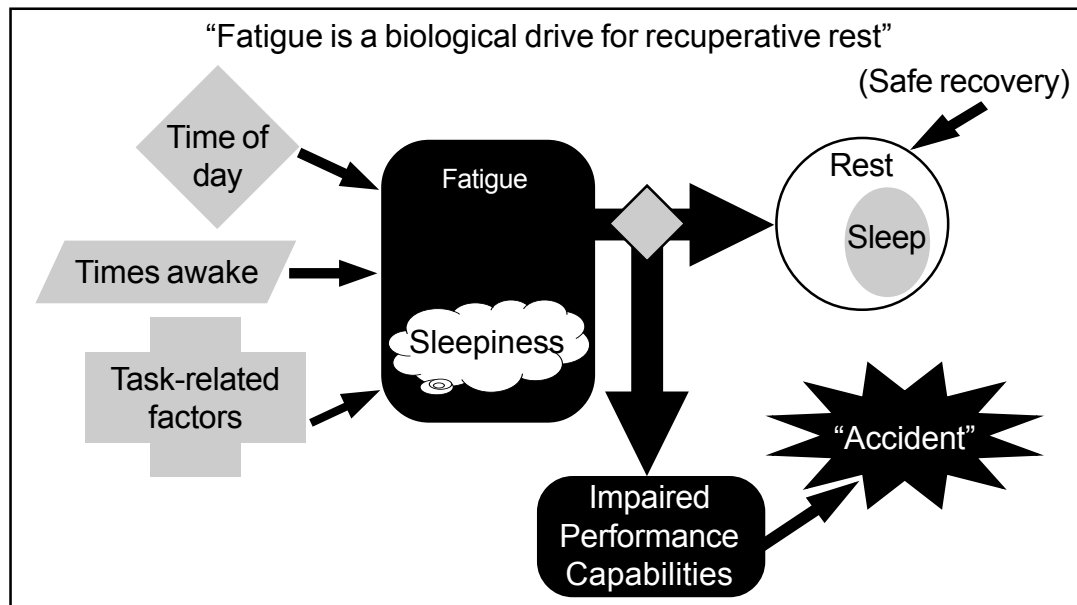 “Fatigue is a biological drive for recuperative rest”
(Safe recovery)
Time of
day
Fatigue
Rest
Sleep
Times awake
Sleepiness
Task-related
factors
“Accident”
Impaired
Performance
Capabilities